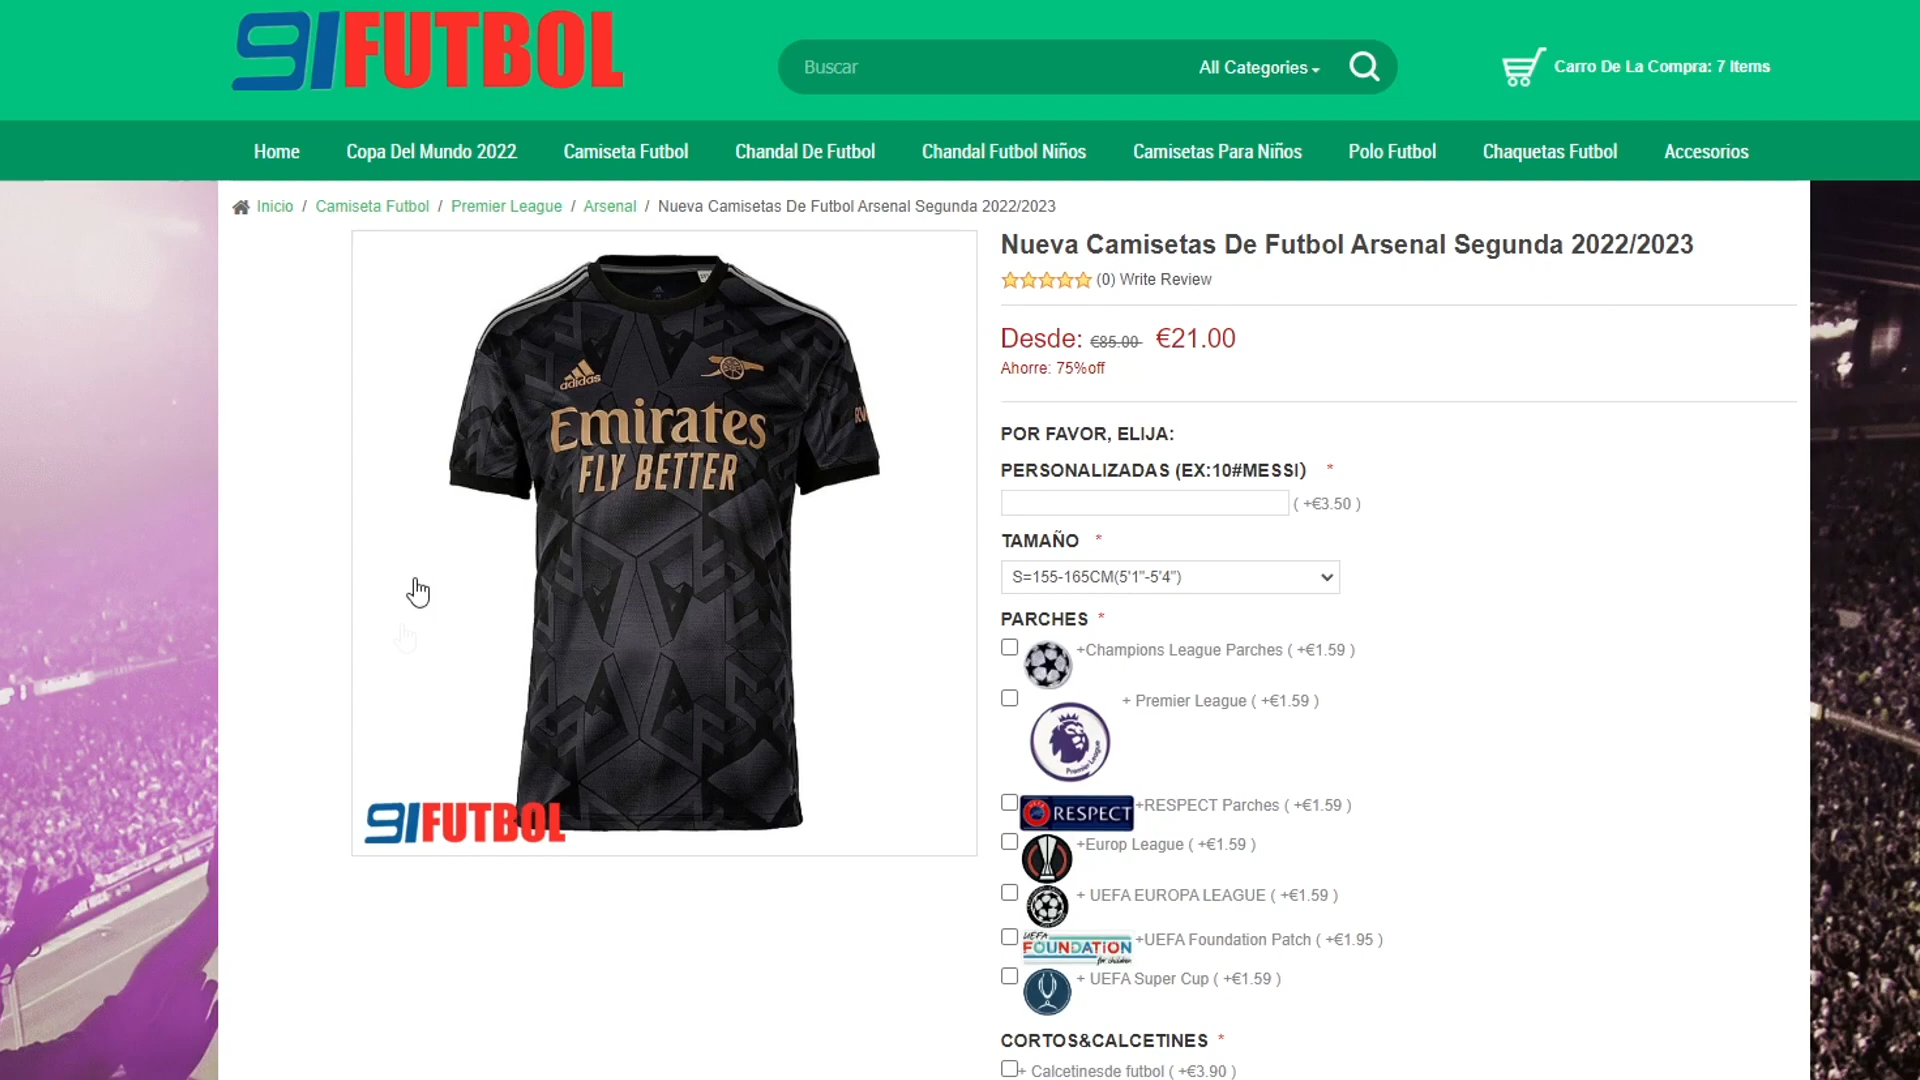 91FUTBOL
Buscar
All Categories
Carro De La Compra: 7 Items
Home
Copa Del Mundo 2022
Camiseta Futbol
Chandal De Futbol
Chandal Futbol Niños
Camisetas Para Niños
Polo Futbol
Chaquetas Futbol
Accesorios
Inicio / Camiseta Futbol / Premier League / Arsenal / Nueva Camisetas De Futbol Arsenal Segunda 2022/2023
adidas
Emirates
FLY BETTER
91FUTBOL
Nueva Camisetas De Futbol Arsenal Segunda 2022/2023
(0) Write Review
Desde: €85.00 €21.00
Ahorre: 75%off
POR FAVOR, ELIJA:
PERSONALIZADAS (EX:10#MESSI) *
( +€3.50 )
TAMAÑO *
S=155-165CM(5'1"-5'4")
PARCHES *
+Champions League Parches ( +€1.59 )
+ Premier League ( +€1.59 )
Premier League
RESPECT
+RESPECT Parches ( +€1.59 )
+Europ League ( +€1.59 )
+ UEFA EUROPA LEAGUE ( +€1.59 )
UEFA
FOUNDATION
for children
+UEFA Foundation Patch ( +€1.95 )
+ UEFA Super Cup ( +€1.59 )
CORTOS&CALCETINES *
+ Calcetinesde futbol ( +€3.90 )